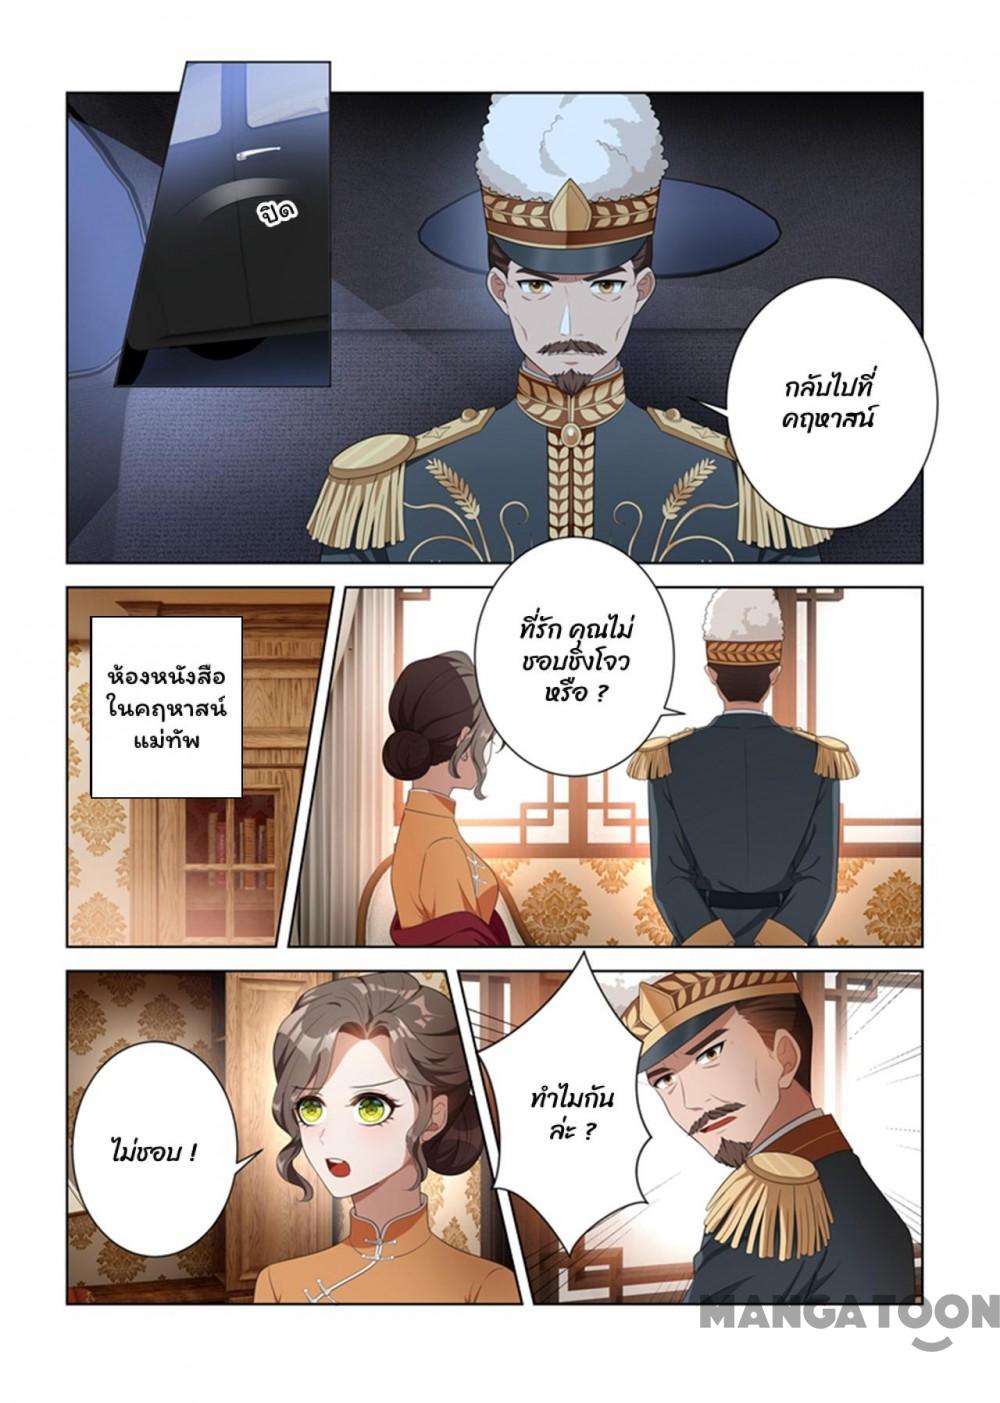 ปิด
กลับไปที่
คฤหาสน์
ห้องหนังสือ
ในคฤหาสน์
แม่ทัพ
ที่รัก คุณไม่
ชอบชิงโจว
หรือ ?
ไม่ชอบ !
ทำไมกัน
ล่ะ ?
MANGATOON